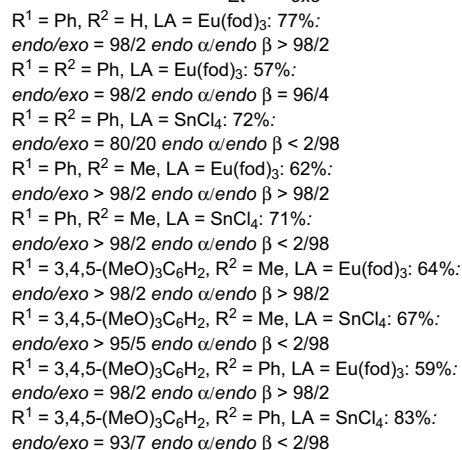 R¹ = Ph, R² = H, LA = Eu(fod)₃: 77%:
endo/exo = 98/2 endo α/endo β > 98/2
R¹ = R² = Ph, LA = Eu(fod)₃: 57%:
endo/exo = 98/2 endo α/endo β = 96/4
R¹ = R² = Ph, LA = SnCl₄: 72%:
endo/exo = 80/20 endo α/endo β < 2/98
R¹ = Ph, R² = Me, LA = Eu(fod)₃: 62%:
endo/exo > 98/2 endo α/endo β > 98/2
R¹ = Ph, R² = Me, LA = SnCl₄: 71%:
endo/exo > 98/2 endo α/endo β < 2/98
R¹ = 3,4,5-(MeO)₃C₆H₂, R² = Me, LA = Eu(fod)₃: 64%:
endo/exo > 98/2 endo α/endo β > 98/2
R¹ = 3,4,5-(MeO)₃C₆H₂, R² = Me, LA = SnCl₄: 67%:
endo/exo > 95/5 endo α/endo β < 2/98
R¹ = 3,4,5-(MeO)₃C₆H₂, R² = Ph, LA = Eu(fod)₃: 59%:
endo/exo = 98/2 endo α/endo β > 98/2
R¹ = 3,4,5-(MeO)₃C₆H₂, R² = Ph, LA = SnCl₄: 83%:
endo/exo = 93/7 endo α/endo β < 2/98